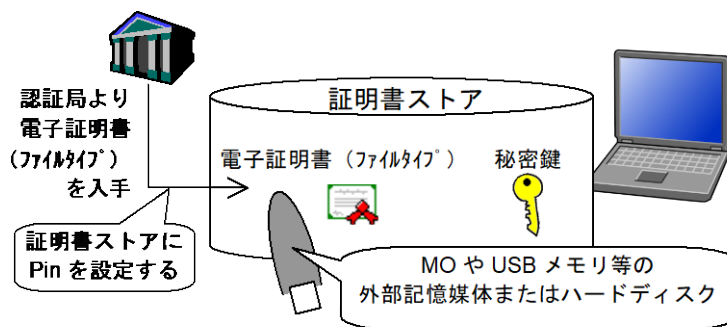 認証局より
電子証明書
(ﾌｧｲﾙﾀｲﾌﾟ)
を入手
証明書ストアに
Pin を設定する
証明書ストア
電子証明書（ﾌｧｲﾙﾀｲﾌﾟ）
秘密鍵
MO や USB メモリ等の
外部記憶媒体またはハードディスク